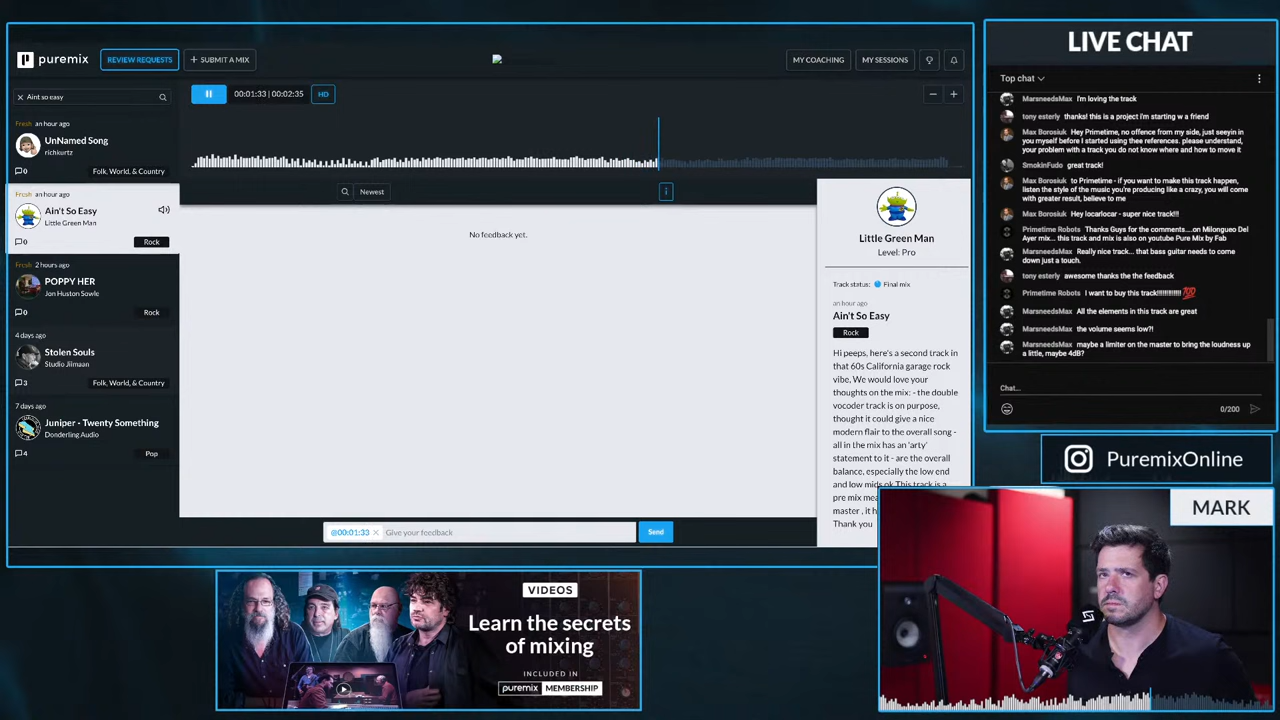 puremix
REVIEW REQUESTS
+ SUBMIT A MIX
MY COACHING
MY SESSIONS
× Aint so easy
00:01:33 | 00:02:35
HD
Fresh an hour ago
UnNamed Song
richkurtz
0
Folk, World, & Country
Fresh an hour ago
Ain't So Easy
Little Green Man
0
Rock
Fresh 2 hours ago
POPPY HER
Jon Huston Sowle
0
Rock
4 days ago
Stolen Souls
Studio Jiimaan
3
Folk, World, & Country
7 days ago
Juniper - Twenty Something
Donderling Audio
4
Pop
Newest
No feedback yet.
@00:01:33 ×
Give your feedback
Send
Little Green Man
Level: Pro
Track status: Final mix
an hour ago
Ain't So Easy
Rock
Hi peeps, here's a second track in
that 60s California garage rock
vibe, We would love your
thoughts on the mix: - the double
vocoder track is on purpose,
thought it could give a nice
modern flair to the overall song -
all in the mix has an 'arty'
statement to it - are the overall
balance, especially the low end
and low mids ok This track is a
pre mix
master , it h
Thank you
LIVE CHAT
Top chat
MarsneedsMax I'm loving the track
tony esterly thanks! this is a project i'm starting w a friend
Max Borosiuk Hey Primetime, no offence from my side, just seeyin in
you myself before I started using thee references. please understand,
your problem with a track you do not know where and how to move it
SmokinFudo great track!
Max Borosiuk to Primetime - if you want to make this track happen,
listen the style of the music you're producing like a crazy, you will come
with greater result, believe to me
Max Borosiuk Hey locarlocar - super nice track!!!
Primetime Robots Thanks Guys for the comments.....on Milongueo Del
Ayer mix... this track and mix is also on youtube Pure Mix by Fab
MarsneedsMax Really nice track... that bass guitar needs to come
down just a touch.
tony esterly awesome thanks the the feedback
Primetime Robots I want to buy this track!!!!!!!!!!!! 💯
MarsneedsMax All the elements in this track are great
MarsneedsMax the volume seems low?!
MarsneedsMax maybe a limiter on the master to bring the loudness up
a little, maybe 4dB?
Chat...
0/200
PuremixOnline
MARK
VIDEOS
Learn the secrets
of mixing
INCLUDED IN
puremix MEMBERSHIP